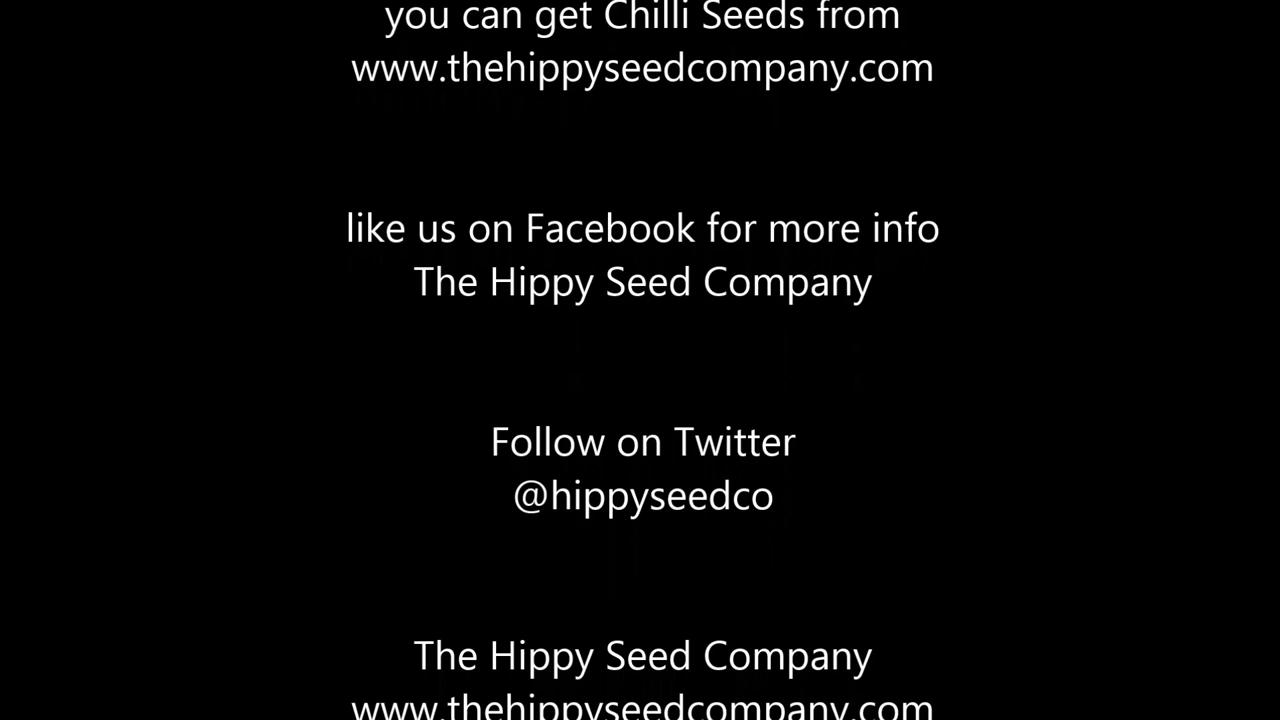 you can get Chilli Seeds from
www.thehippyseedcompany.com
like us on Facebook for more info
The Hippy Seed Company
Follow on Twitter
@hippyseedco
The Hippy Seed Company
www.thehippyseedcompany.com